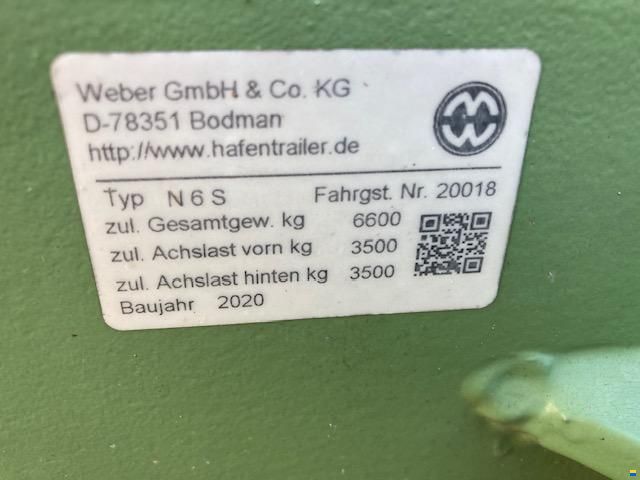 Weber GmbH & Co. KG
D-78351 Bodman
http://www.hafentrailer.de
Typ N 6 S Fahrgst. Nr. 20018
zul. Gesamtgew. kg 6600
zul. Achslast vorn kg 3500
zul. Achslast hinten kg 3500
Baujahr 2020